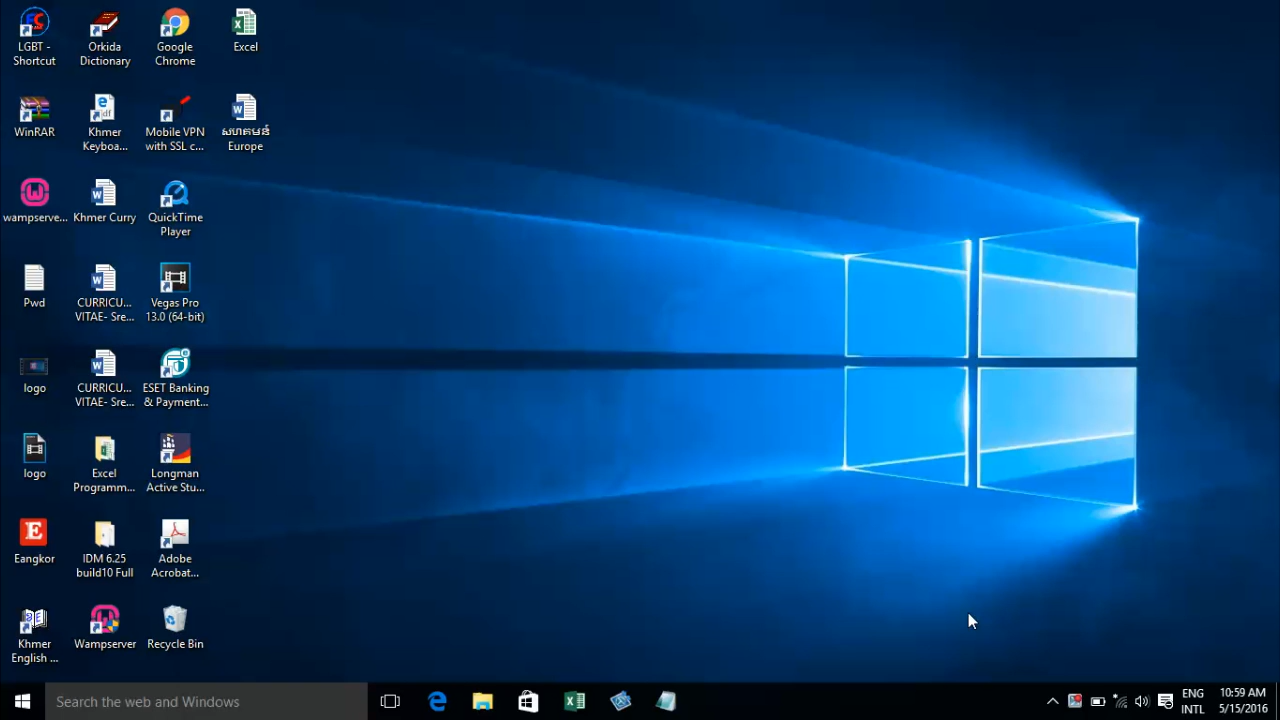 LGBT -
Shortcut
Orkida
Dictionary
Google
Chrome
Excel
WinRAR
Khmer
Keyboa...
Mobile VPN
with SSL c...
សហគមន៍
Europe
wampserve...
Khmer Curry
QuickTime
Player
Pwd
CURRICU...
VITAE- Sre...
Vegas Pro
13.0 (64-bit)
logo
CURRICU...
VITAE- Sre...
ESET Banking
& Payment...
logo
Excel
Programm...
Longman
Active Stu...
Eangkor
IDM 6.25
build10 Full
Adobe
Acrobat...
Khmer
English ...
Wampserver
Recycle Bin
Search the web and Windows
ENG
INTL
10:59 AM
5/15/2016